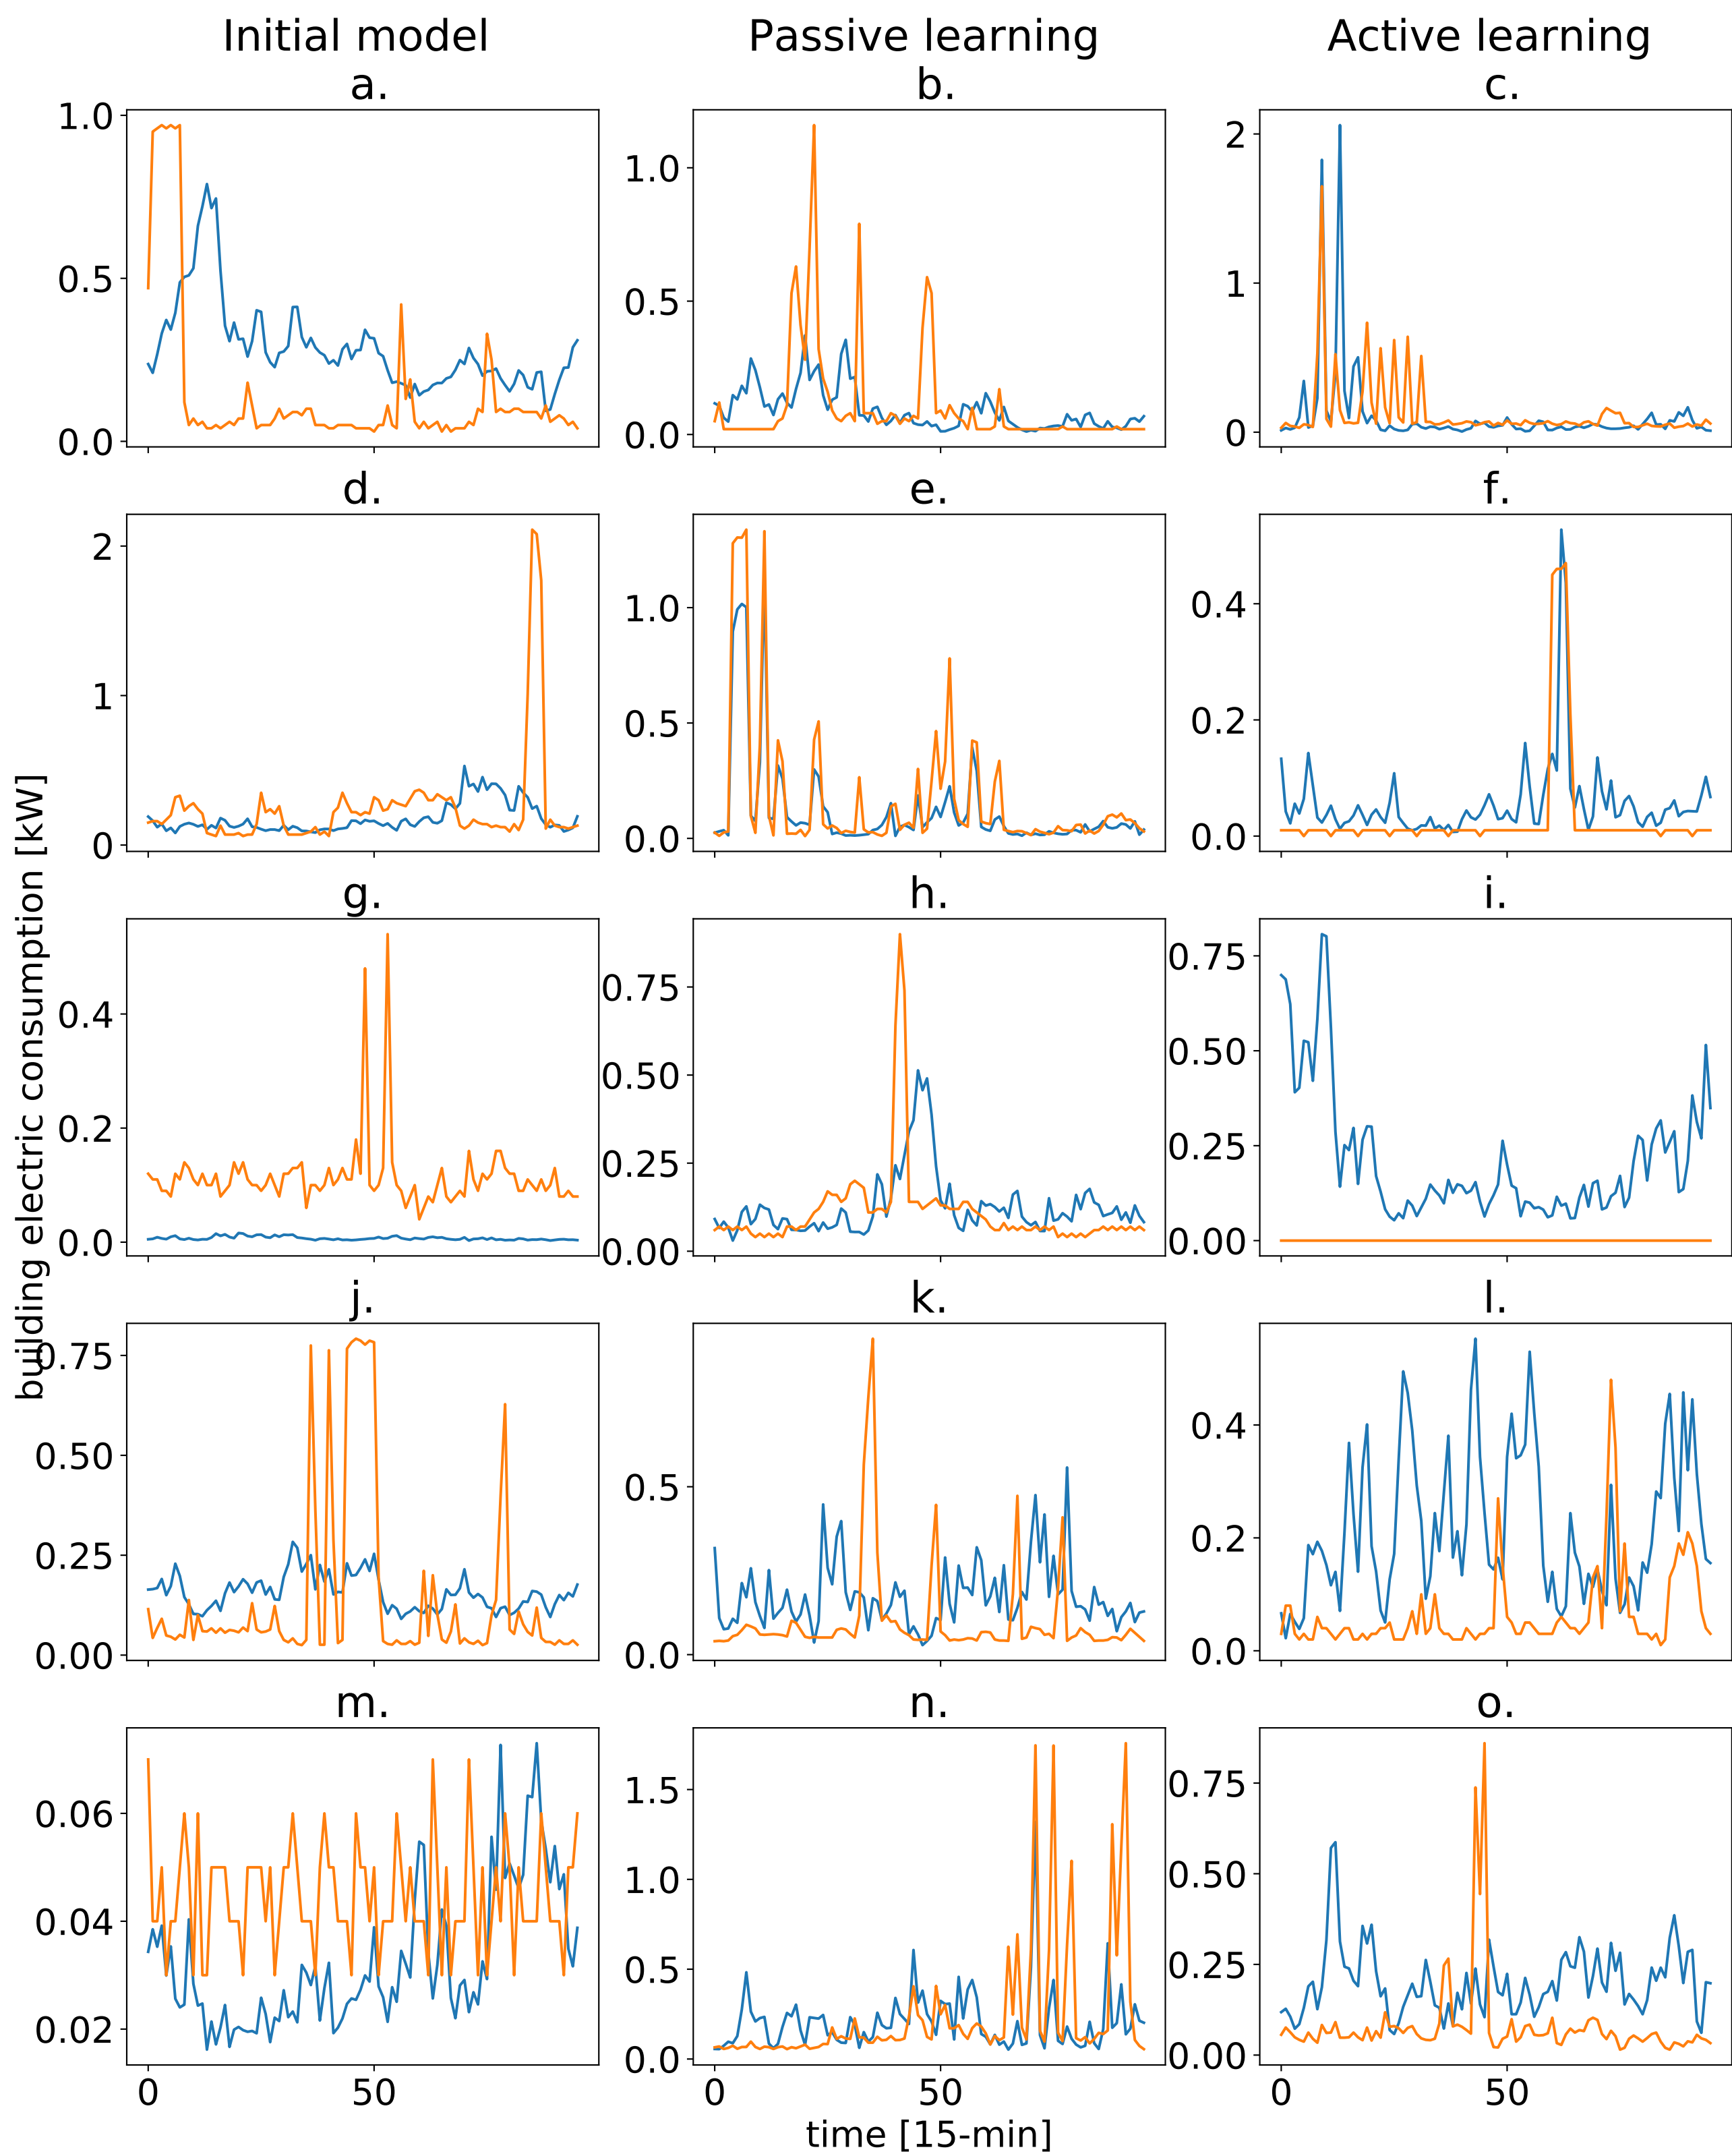 Initial model
Passive learning
Active learning
a.
b.
c.
1.0
0.5
0.0
1.0
0.5
0.0
2
1
0
d.
e.
f.
2
1
0
1.0
0.5
0.0
0.4
0.2
0.0
g.
h.
i.
0.4
0.2
0.0
0.75
0.50
0.25
0.00
0.75
0.50
0.25
0.00
building electric consumption [kW]
j.
k.
l.
0.75
0.50
0.25
0.00
0.5
0.0
0.4
0.2
0.0
m.
n.
o.
0.06
0.04
0.02
1.5
1.0
0.5
0.0
0.75
0.50
0.25
0.00
0
50
0
50
0
50
time [15-min]